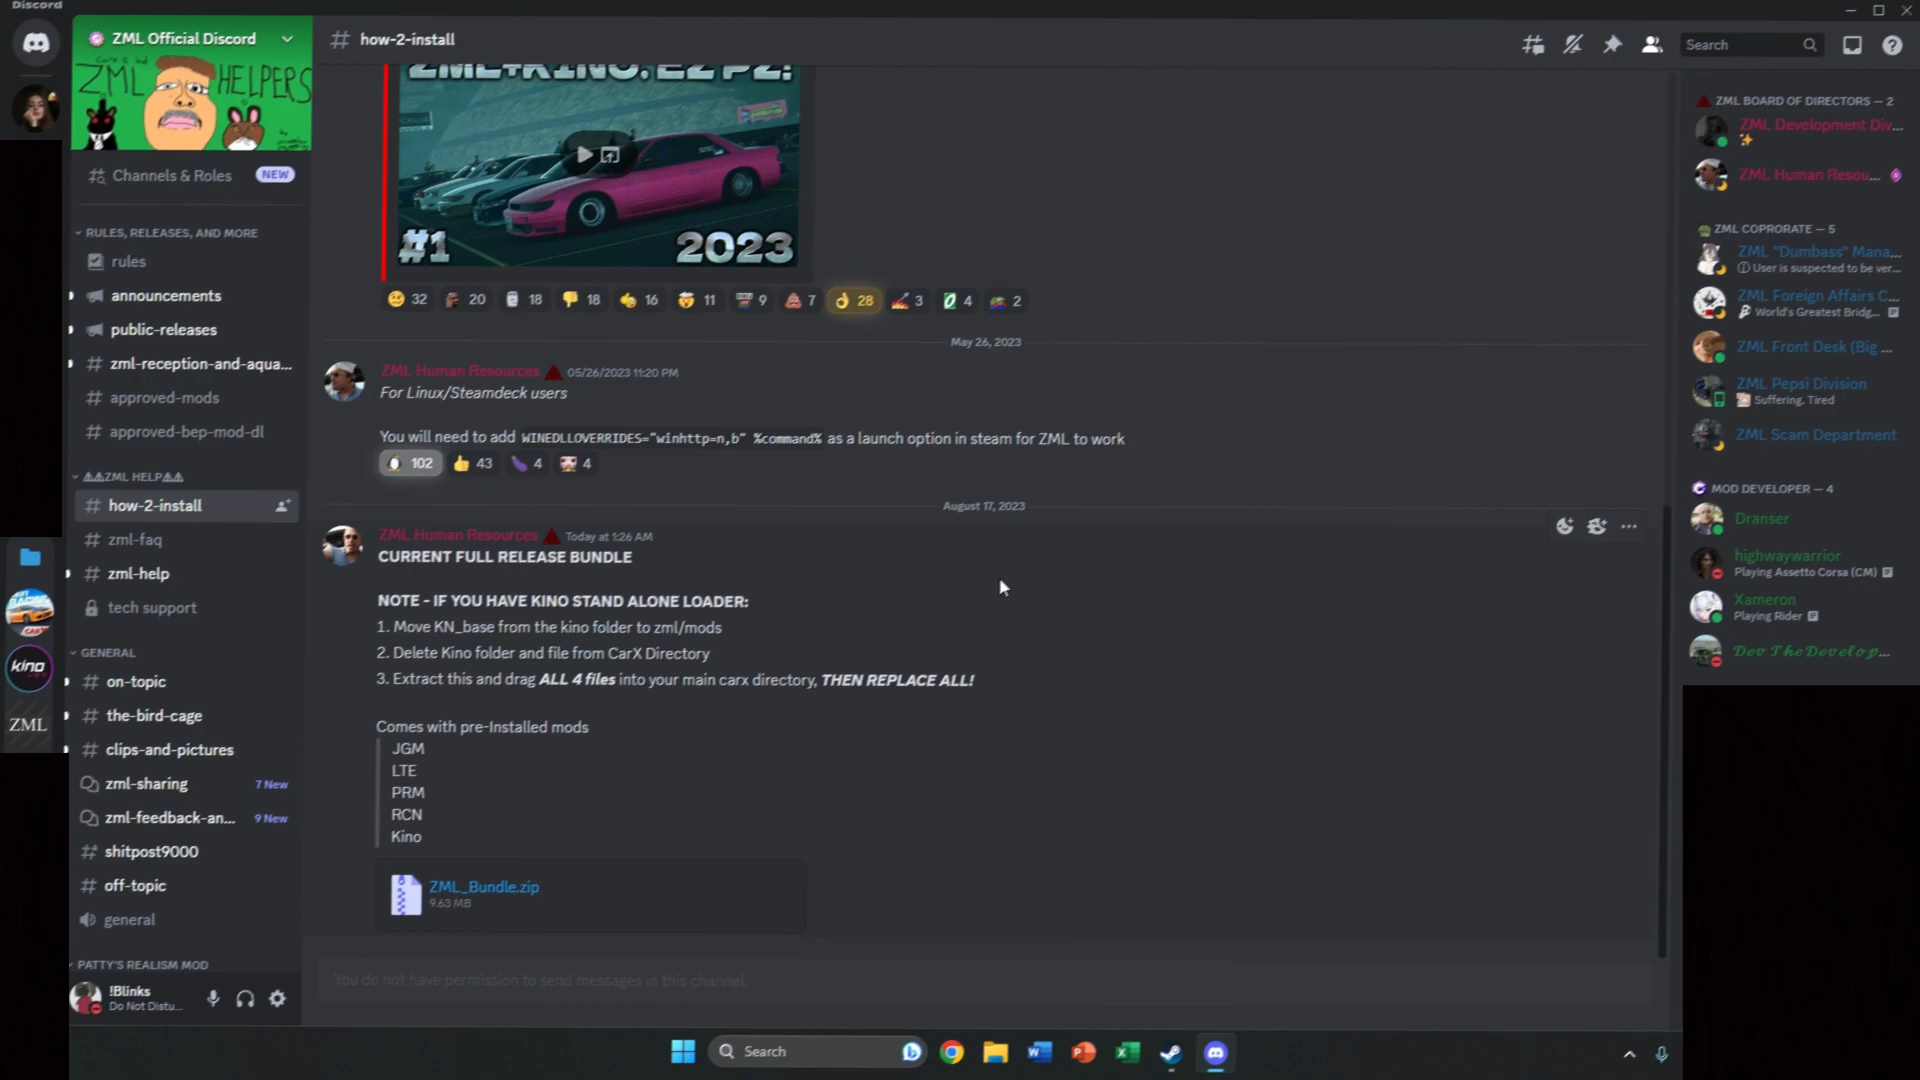 Discord
ZML Official Discord
ZML HELPERS
Channels & Roles
NEW
RULES, RELEASES, AND MORE
rules
announcements
public-releases
zml-reception-and-aqua...
approved-mods
approved-bep-mod-dl
ZML HELP
how-2-install
zml-faq
zml-help
tech support
GENERAL
on-topic
the-bird-cage
clips-and-pictures
zml-sharing
7 New
zml-feedback-an...
9 New
shitpost9000
off-topic
general
PATTY'S REALISM MOD
!Blinks
Do Not Distu...
kino
ZML
how-2-install
Search
ZML+KINO. EZ PZ!
#1
2023
32 20 18 18 16 11 9 7 28 3 4 2
May 26, 2023
ZML Human Resources 05/26/2023 11:20 PM
For Linux/Steamdeck users
You will need to add WINEDLLOVERRIDES="winhttp=n,b" %command% as a launch option in steam for ZML to work
102 43 4 4
August 17, 2023
ZML Human Resources Today at 1:26 AM
CURRENT FULL RELEASE BUNDLE
NOTE - IF YOU HAVE KINO STAND ALONE LOADER:
1. Move KN_base from the kino folder to zml/mods
2. Delete Kino folder and file from CarX Directory
3. Extract this and drag ALL 4 files into your main carx directory, THEN REPLACE ALL!
Comes with pre-Installed mods
JGM
LTE
PRM
RCN
Kino
ZML_Bundle.zip
9.63 MB
You do not have permission to send messages in this channel.
ZML BOARD OF DIRECTORS — 2
ZML Development Div...
ZML Human Resou...
ZML COPRORATE — 5
ZML "Dumbass" Mana...
User is suspected to be ver...
ZML Foreign Affairs C...
World's Greatest Bridg...
ZML Front Desk (Big ...
ZML Pepsi Division
Suffering. Tired
ZML Scam Department
MOD DEVELOPER — 4
Dranser
highwaywarrior
Playing Assetto Corsa (CM)
Xameron
Playing Rider
Dev The Develop...
Search